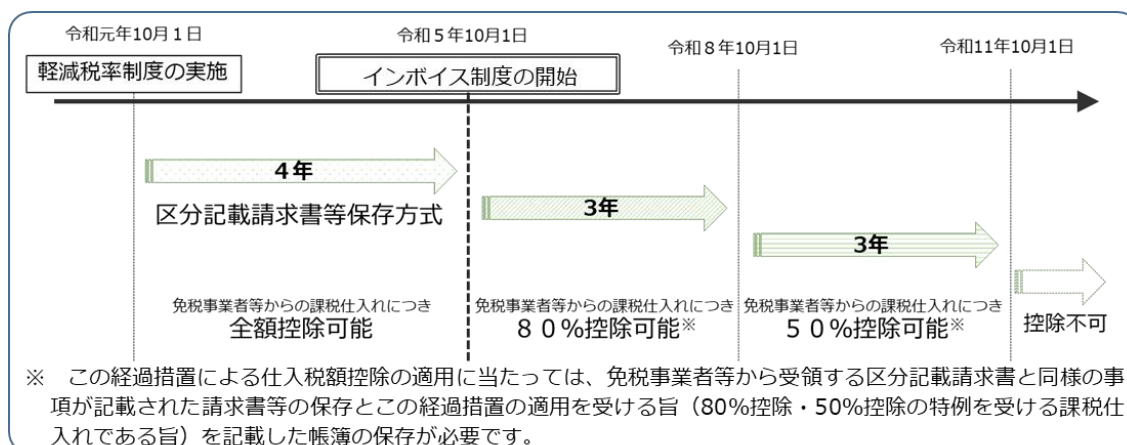 令和元年10月１日
令和５年10月1日
令和８年10月1日
令和11年10月1日
軽減税率制度の実施
インボイス制度の開始
４年
区分記載請求書等保存方式
3年
3年
免税事業者等からの課税仕入れにつき
全額控除可能
免税事業者等からの課税仕入れにつき
８０％控除可能※
免税事業者等からの課税仕入れにつき
５０％控除可能※
控除不可
※　この経過措置による仕入税額控除の適用に当たっては、免税事業者等から受領する区分記載請求書と同様の事
項が記載された請求書等の保存とこの経過措置の適用を受ける旨（80％控除・50％控除の特例を受ける課税仕
入れである旨）を記載した帳簿の保存が必要です。